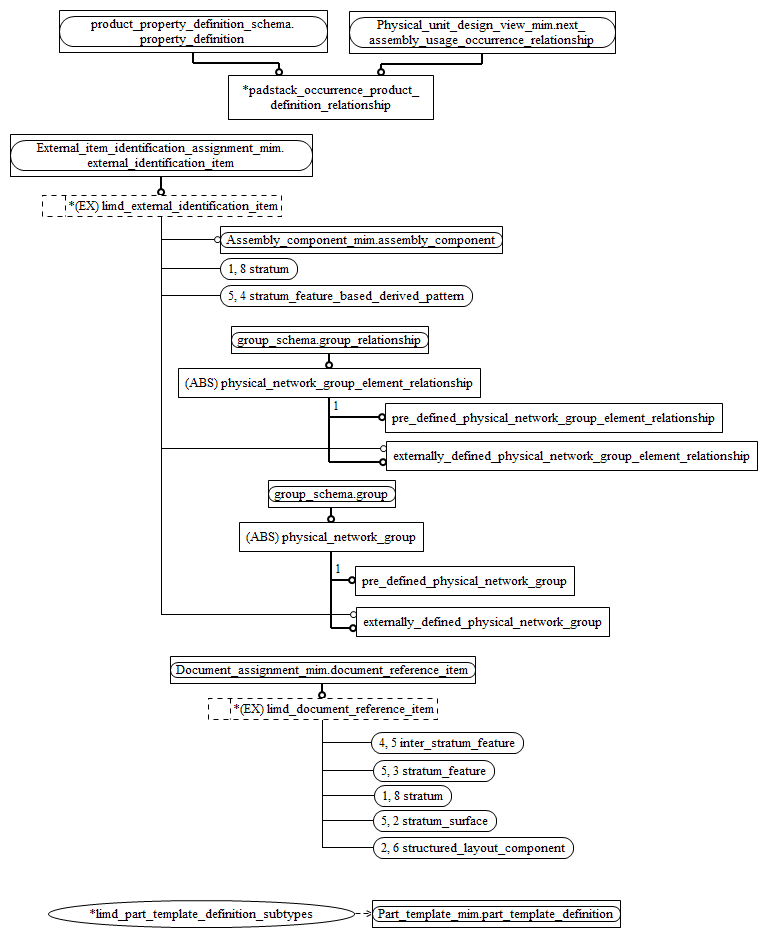 product_property_definition_schema.
property_definition
Physical_unit_design_view_mim.next_
assembly_usage_occurrence_relationship
*padstack_occurrence_product_
definition_relationship
External_item_identification_assignment_mim.
external_identification_item
*(EX) limd_external_identification_item
Assembly_component_mim.assembly_component
1, 8 stratum
5, 4 stratum_feature_based_derived_pattern
group_schema.group_relationship
(ABS) physical_network_group_element_relationship
1
pre_defined_physical_network_group_element_relationship
externally_defined_physical_network_group_element_relationship
group_schema.group
(ABS) physical_network_group
1
pre_defined_physical_network_group
externally_defined_physical_network_group
Document_assignment_mim.document_reference_item
*(EX) limd_document_reference_item
4, 5 inter_stratum_feature
5, 3 stratum_feature
1, 8 stratum
5, 2 stratum_surface
2, 6 structured_layout_component
*limd_part_template_definition_subtypes
Part_template_mim.part_template_definition